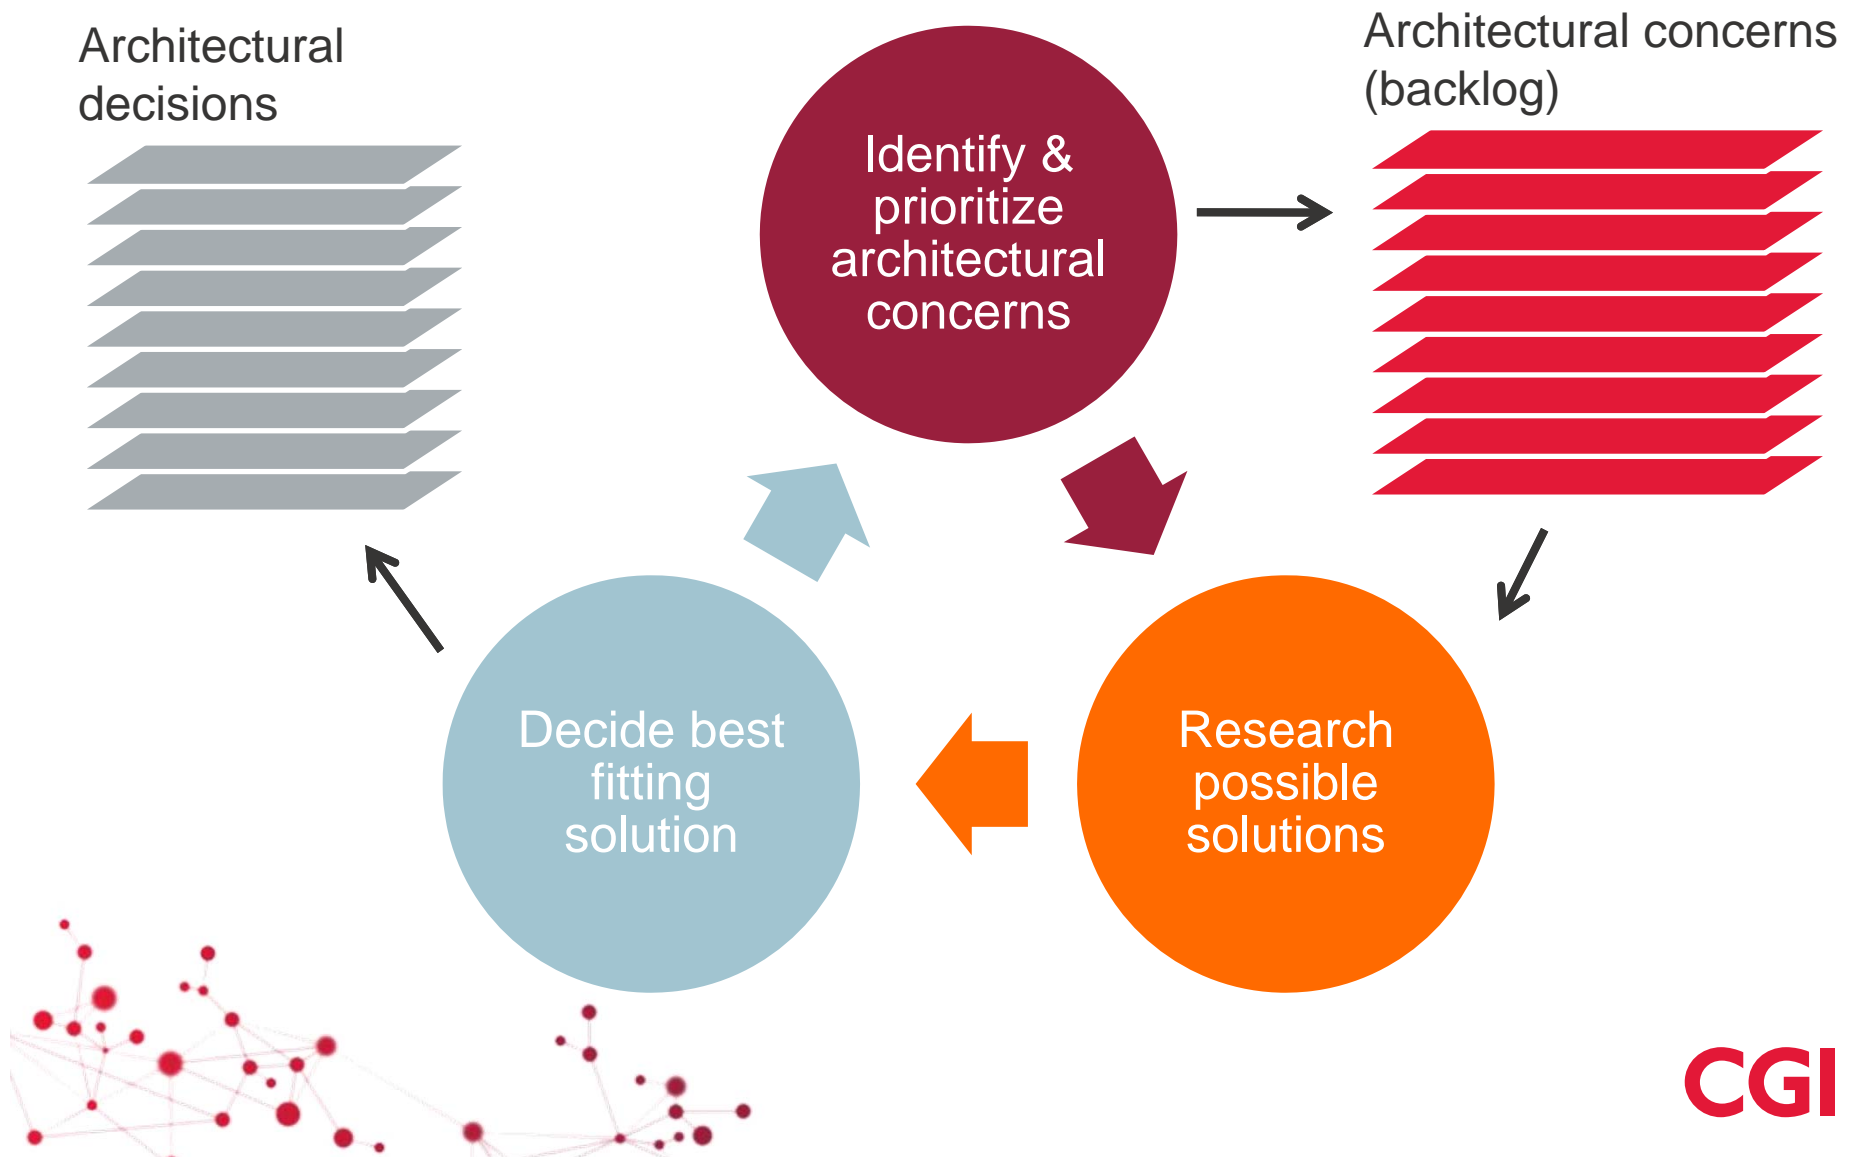 Architectural
decisions
Identify &
prioritize
architectural
concerns
Architectural concerns
(backlog)
Decide best
fitting
solution
Research
possible
solutions
CGI